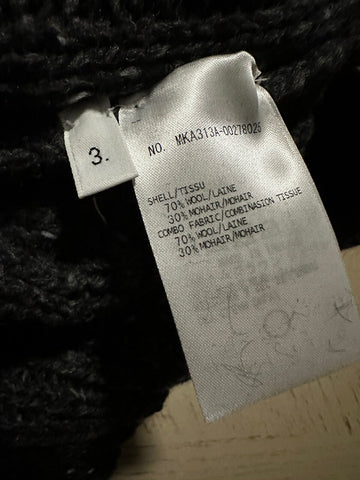 3.
NO. MKA313A-00278026
SHELL/TISSU
70% WOOL/LAINE
30% MOHAIR/MOHAIR
COMBO FABRIC/COMBINATION TISSUE
70% WOOL/LAINE
30% MOHAIR/MOHAIR